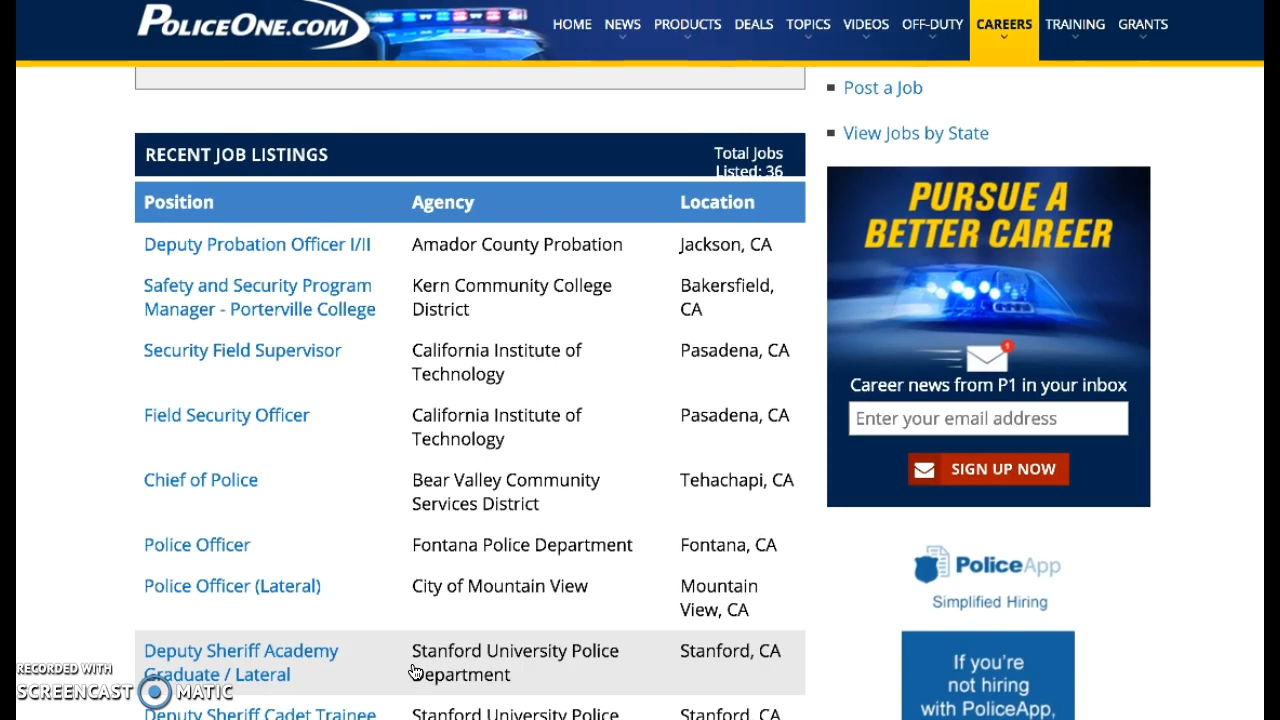 POLICEONE.COM
HOME NEWS PRODUCTS DEALS TOPICS VIDEOS OFF-DUTY CAREERS TRAINING GRANTS
Post a Job
View Jobs by State
RECENT JOB LISTINGS
Total Jobs
Listed: 36
Position Agency Location
Deputy Probation Officer I/II Amador County Probation Jackson, CA
Safety and Security Program Kern Community College Bakersfield,
Manager - Porterville College District CA
Security Field Supervisor California Institute of Pasadena, CA
Technology
Field Security Officer California Institute of Pasadena, CA
Technology
Chief of Police Bear Valley Community Tehachapi, CA
Services District
Police Officer Fontana Police Department Fontana, CA
Police Officer (Lateral) City of Mountain View Mountain
View, CA
Deputy Sheriff Academy Stanford University Police Stanford, CA
Graduate / Lateral Department
Deputy Sheriff Cadet Trainee Stanford University Police Stanford, CA
PURSUE A
BETTER CAREER
1
Career news from P1 in your inbox
Enter your email address
SIGN UP NOW
PoliceApp
Simplified Hiring
If you're
not hiring
with PoliceApp,
RECORDED WITH
SCREENCAST MATIC